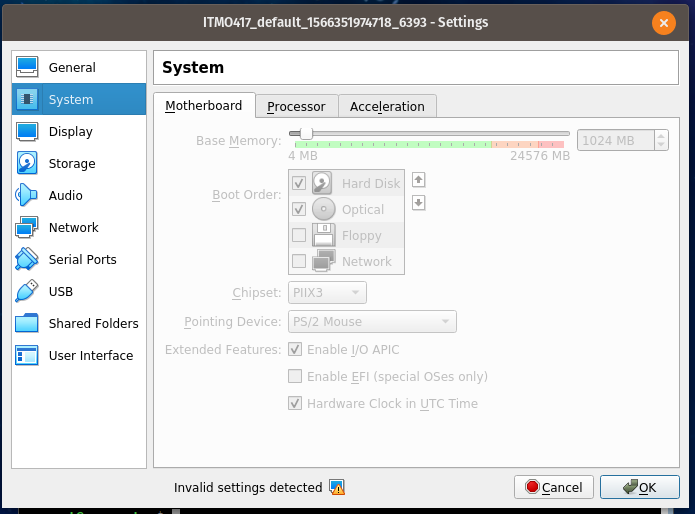 ITMO417_default_1566351974718_6393 - Settings
General
System
Display
Storage
Audio
Network
Serial Ports
USB
Shared Folders
User Interface
System
Motherboard
Processor
Acceleration
Base Memory:
1024 MB
4 MB
24576 MB
Boot Order:
Hard Disk
Optical
Floppy
Network
Chipset:
PIIX3
Pointing Device:
PS/2 Mouse
Extended Features:
Enable I/O APIC
Enable EFI (special OSes only)
Hardware Clock in UTC Time
Invalid settings detected
Cancel
OK